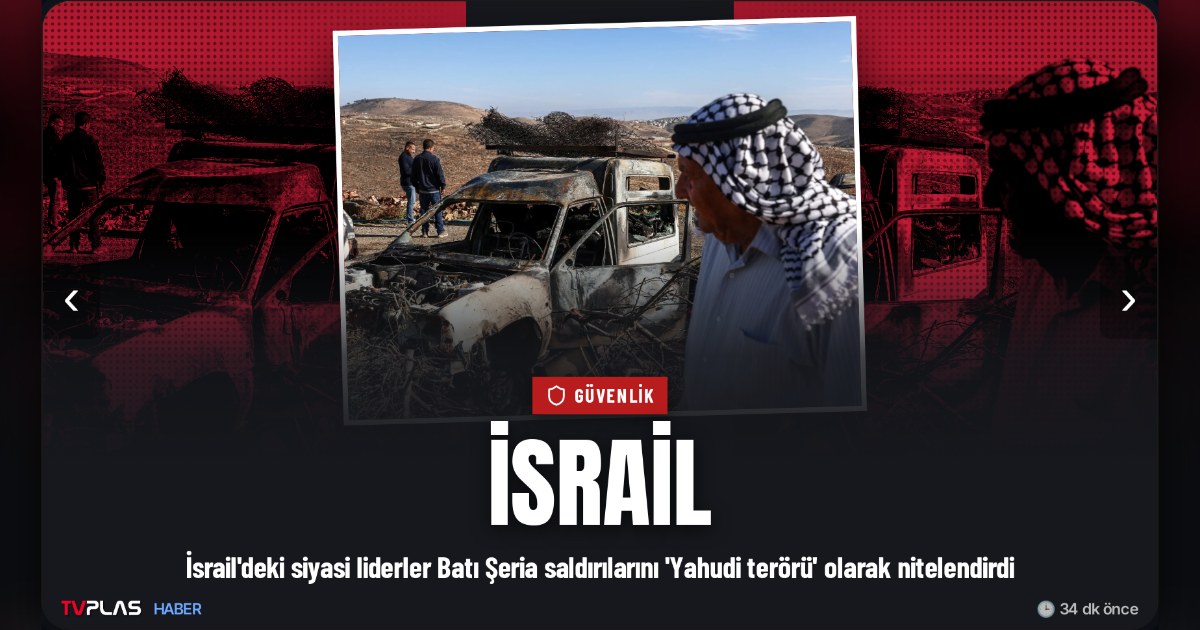 GÜVENLİK
İSRAİL
İsrail'deki siyasi liderler Batı Şeria saldırılarını 'Yahudi terörü' olarak nitelendirdi
TVPLAS HABER
34 dk önce